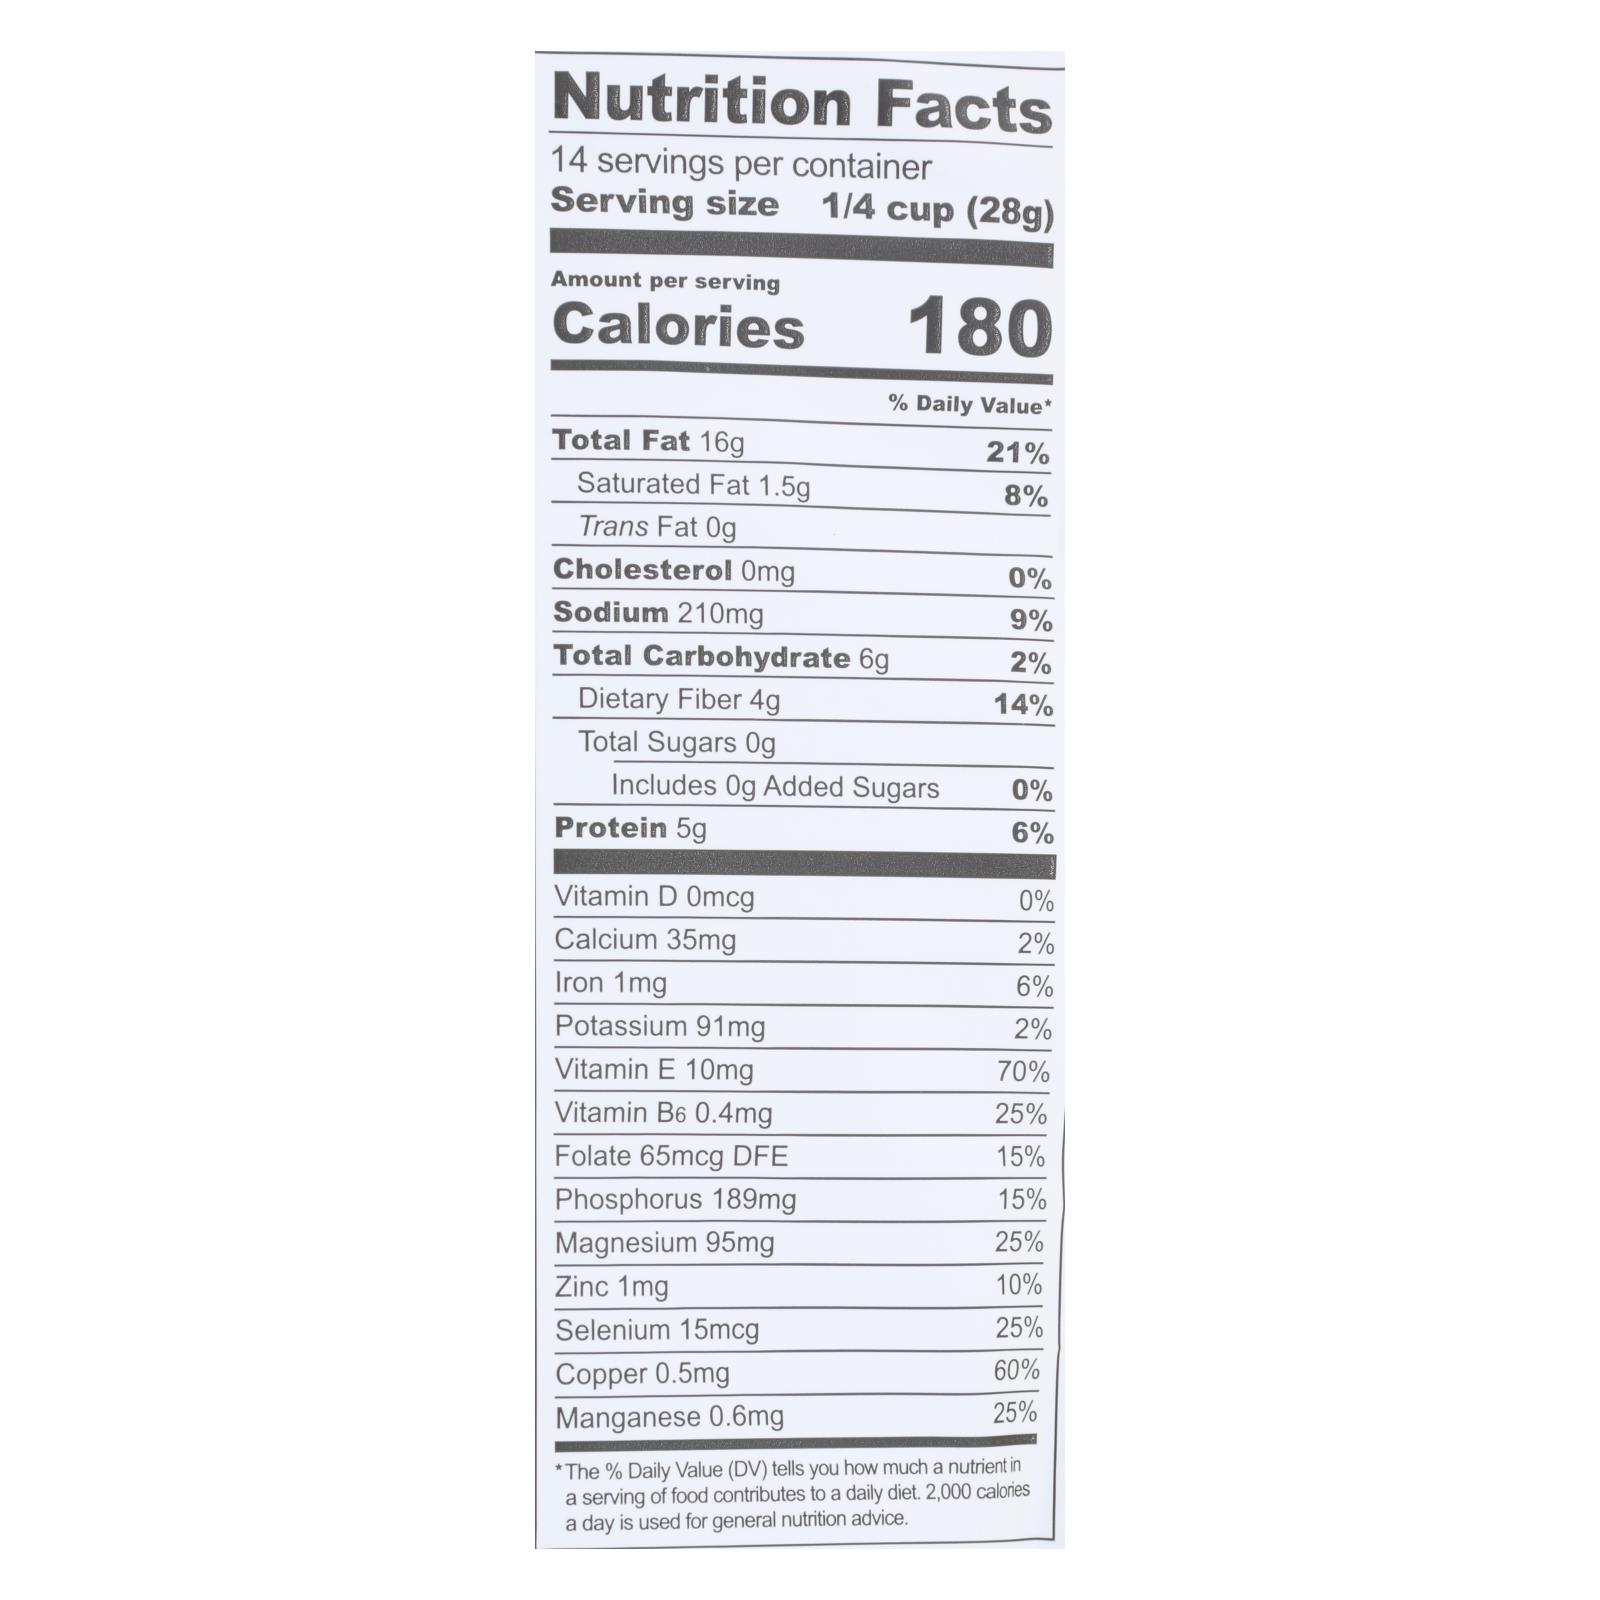 Nutrition Facts
14 servings per container
Serving size 1/4 cup (28g)
Amount per serving
Calories 180
% Daily Value*
Total Fat 16g 21%
Saturated Fat 1.5g 8%
Trans Fat 0g
Cholesterol 0mg 0%
Sodium 210mg 9%
Total Carbohydrate 6g 2%
Dietary Fiber 4g 14%
Total Sugars 0g
Includes 0g Added Sugars 0%
Protein 5g 6%
Vitamin D 0mcg 0%
Calcium 35mg 2%
Iron 1mg 6%
Potassium 91mg 2%
Vitamin E 10mg 70%
Vitamin B6 0.4mg 25%
Folate 65mcg DFE 15%
Phosphorus 189mg 15%
Magnesium 95mg 25%
Zinc 1mg 10%
Selenium 15mcg 25%
Copper 0.5mg 60%
Manganese 0.6mg 25%
*The % Daily Value (DV) tells you how much a nutrient in
a serving of food contributes to a daily diet. 2,000 calories
a day is used for general nutrition advice.